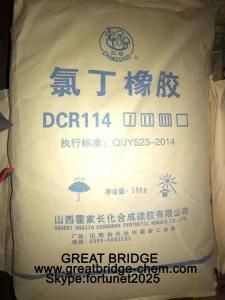 CHANGSHOU
氯丁橡胶
DCR114
执行标准：Q/JYS23-2014
净含量：25kg
山西霍家长化合成橡胶有限公司
SHANXI HUOJIA CHANGHUA SYNTHETIC RUBBER CO.,LTD
GREAT BRIDGE
www.greatbridge-chem.com
Skype:fortunet2025